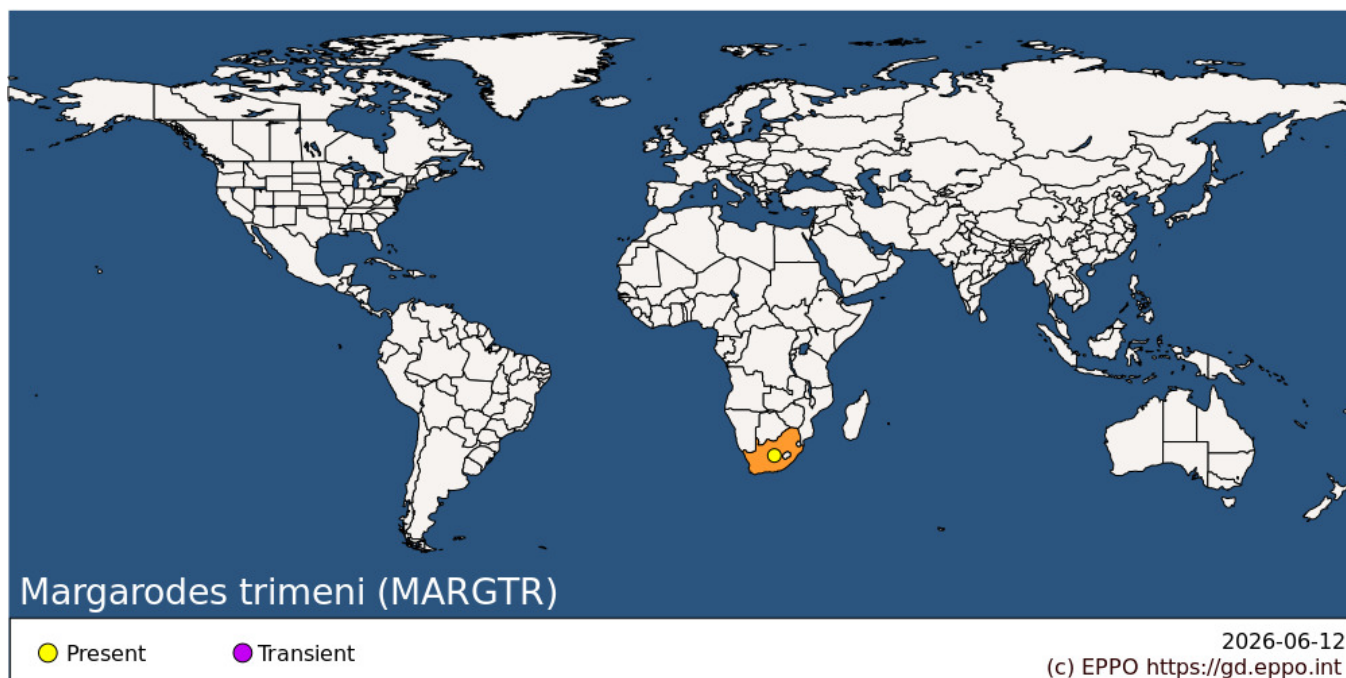 Margarodes trimeni (MARGTR)
Present
Transient
2026-06-12
(c) EPPO https://gd.eppo.int